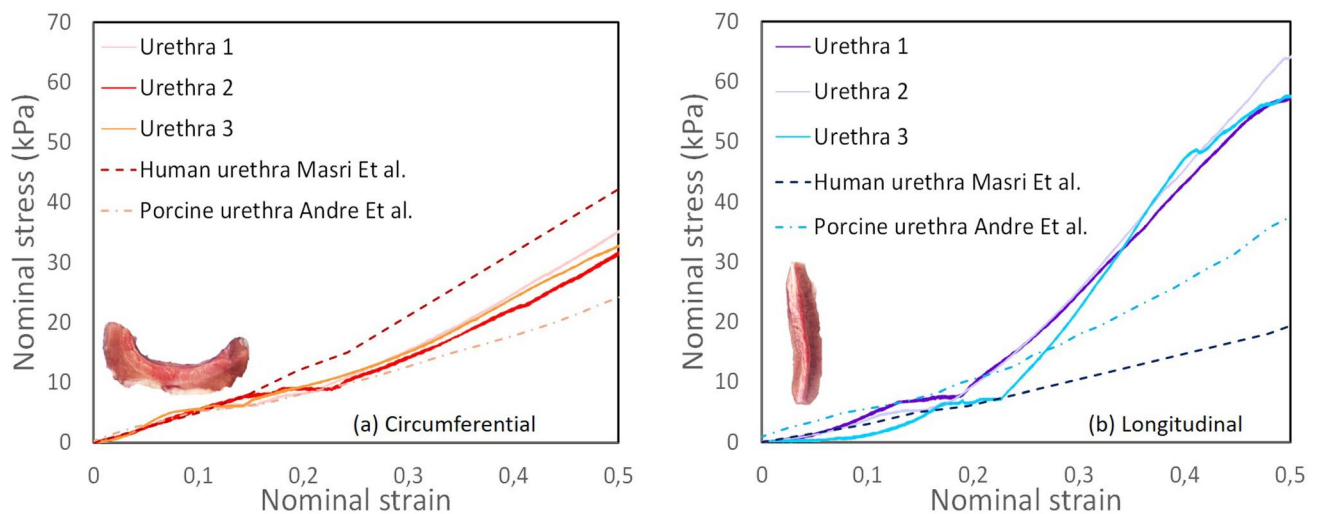 Nominal stress (kPa)
70
60
50
40
30
20
10
0
Urethra 1
Urethra 2
Urethra 3
Human urethra Masri Et al.
Porcine urethra Andre Et al.
(a) Circumferential
0
0,1
0,2
0,3
0,4
0,5
Nominal strain
Nominal stress (kPa)
70
60
50
40
30
20
10
0
Urethra 1
Urethra 2
Urethra 3
Human urethra Masri Et al.
Porcine urethra Andre Et al.
(b) Longitudinal
0
0,1
0,2
0,3
0,4
0,5
Nominal strain